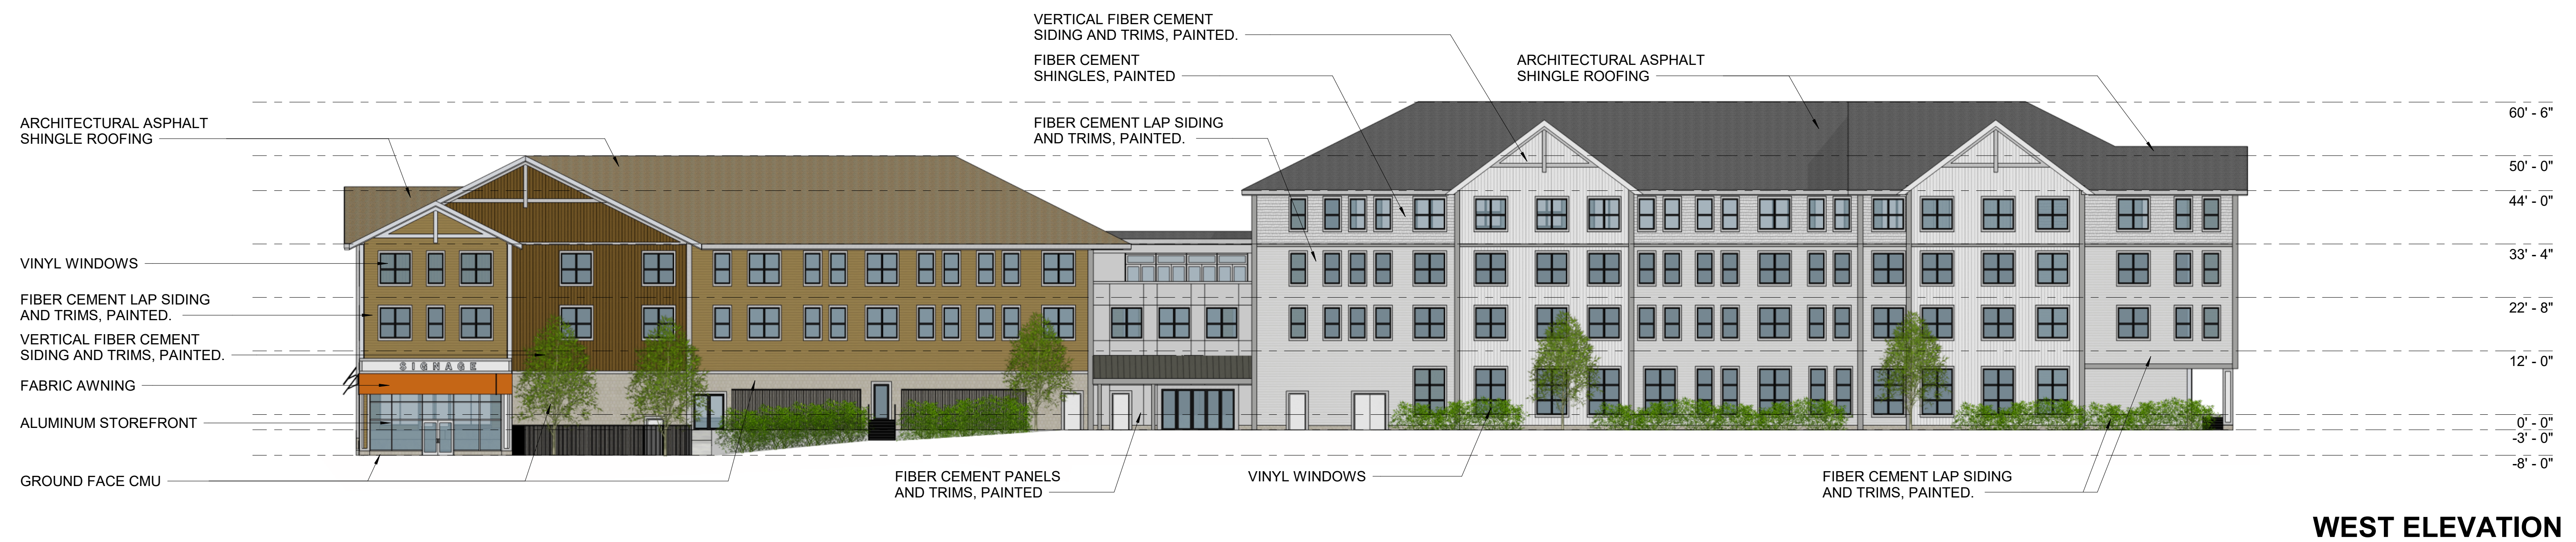 VERTICAL FIBER CEMENT
SIDING AND TRIMS, PAINTED.
FIBER CEMENT
SHINGLES, PAINTED
ARCHITECTURAL ASPHALT
SHINGLE ROOFING
FIBER CEMENT LAP SIDING
AND TRIMS, PAINTED.
ARCHITECTURAL ASPHALT
SHINGLE ROOFING
VINYL WINDOWS
FIBER CEMENT LAP SIDING
AND TRIMS, PAINTED.
VERTICAL FIBER CEMENT
SIDING AND TRIMS, PAINTED.
FABRIC AWNING
ALUMINUM STOREFRONT
GROUND FACE CMU
SIGNAGE
FIBER CEMENT PANELS
AND TRIMS, PAINTED
VINYL WINDOWS
FIBER CEMENT LAP SIDING
AND TRIMS, PAINTED.
60' - 6"
50' - 0"
44' - 0"
33' - 4"
22' - 8"
12' - 0"
0' - 0"
-3' - 0"
-8' - 0"
WEST ELEVATION